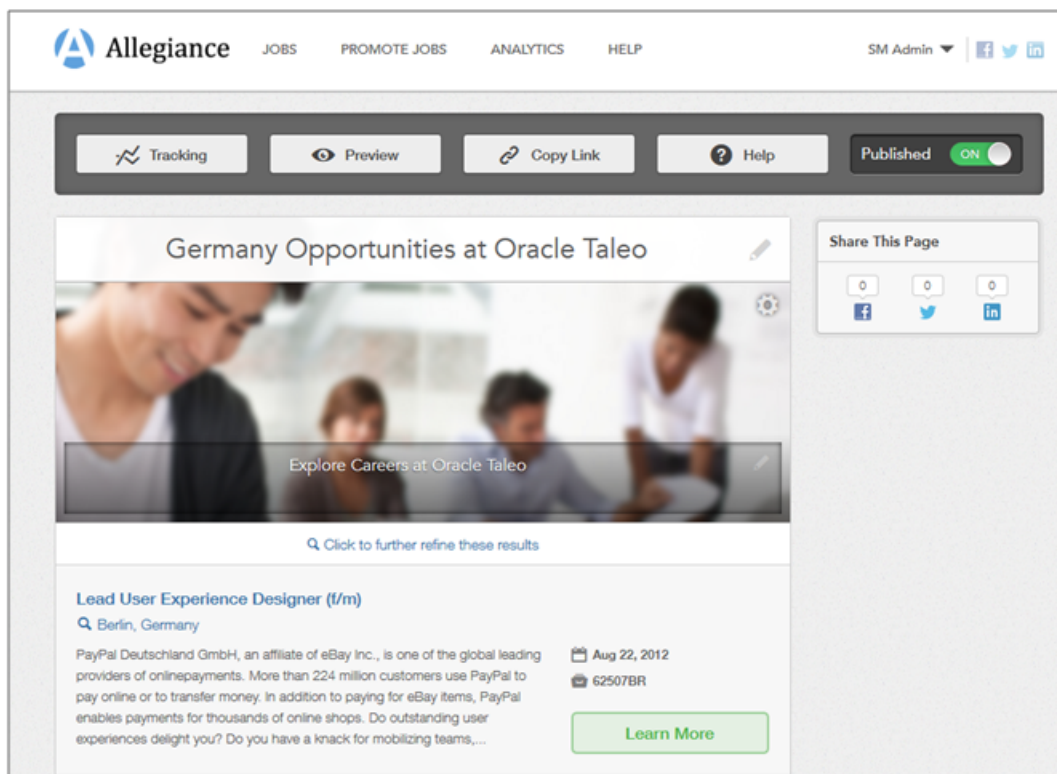 Allegiance JOBS PROMOTE JOBS ANALYTICS HELP SM Admin
Tracking Preview Copy Link Help Published ON
Germany Opportunities at Oracle Taleo
Share This Page
0 0 0
Explore Careers at Oracle Taleo
Click to further refine these results
Lead User Experience Designer (f/m)
Berlin, Germany
PayPal Deutschland GmbH, an affiliate of eBay Inc., is one of the global leading
providers of onlinepayments. More than 224 million customers use PayPal to
pay online or to transfer money. In addition to paying for eBay items, PayPal
enables payments for thousands of online shops. Do outstanding user
experiences delight you? Do you have a knack for mobilizing teams,...
Aug 22, 2012
62507BR
Learn More